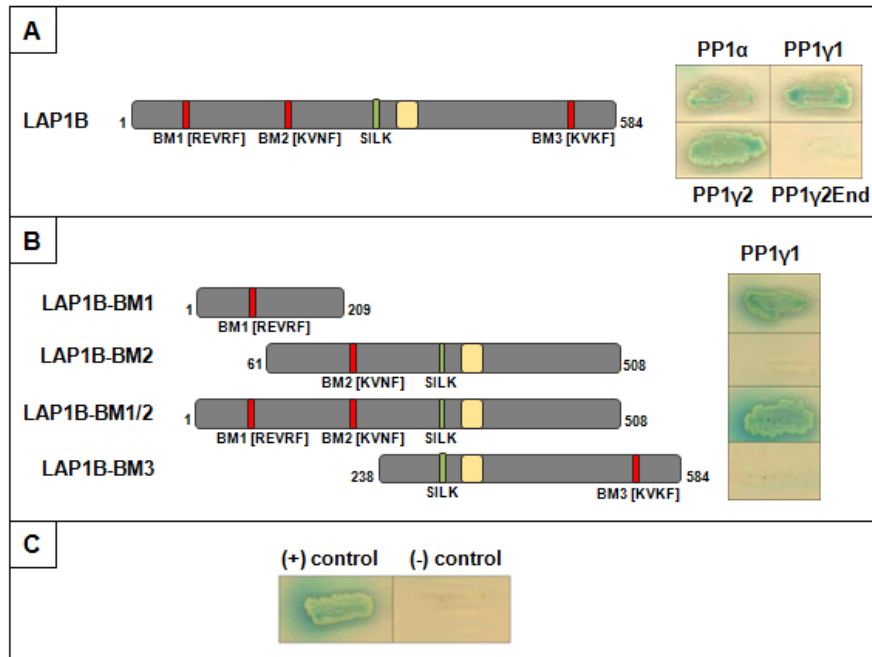 A
PP1α PP1γ1
LAP1B
1 584
BM1 [REVRF] BM2 [KVNF] SILK BM3 [KVKF]
PP1γ2 PP1γ2End
B
PP1γ1
LAP1B-BM1
1 209
BM1 [REVRF]
LAP1B-BM2
61 508
BM2 [KVNF] SILK
LAP1B-BM1/2
1 508
BM1 [REVRF] BM2 [KVNF] SILK
LAP1B-BM3
238 584
SILK BM3 [KVKF]
C
(+) control (-) control